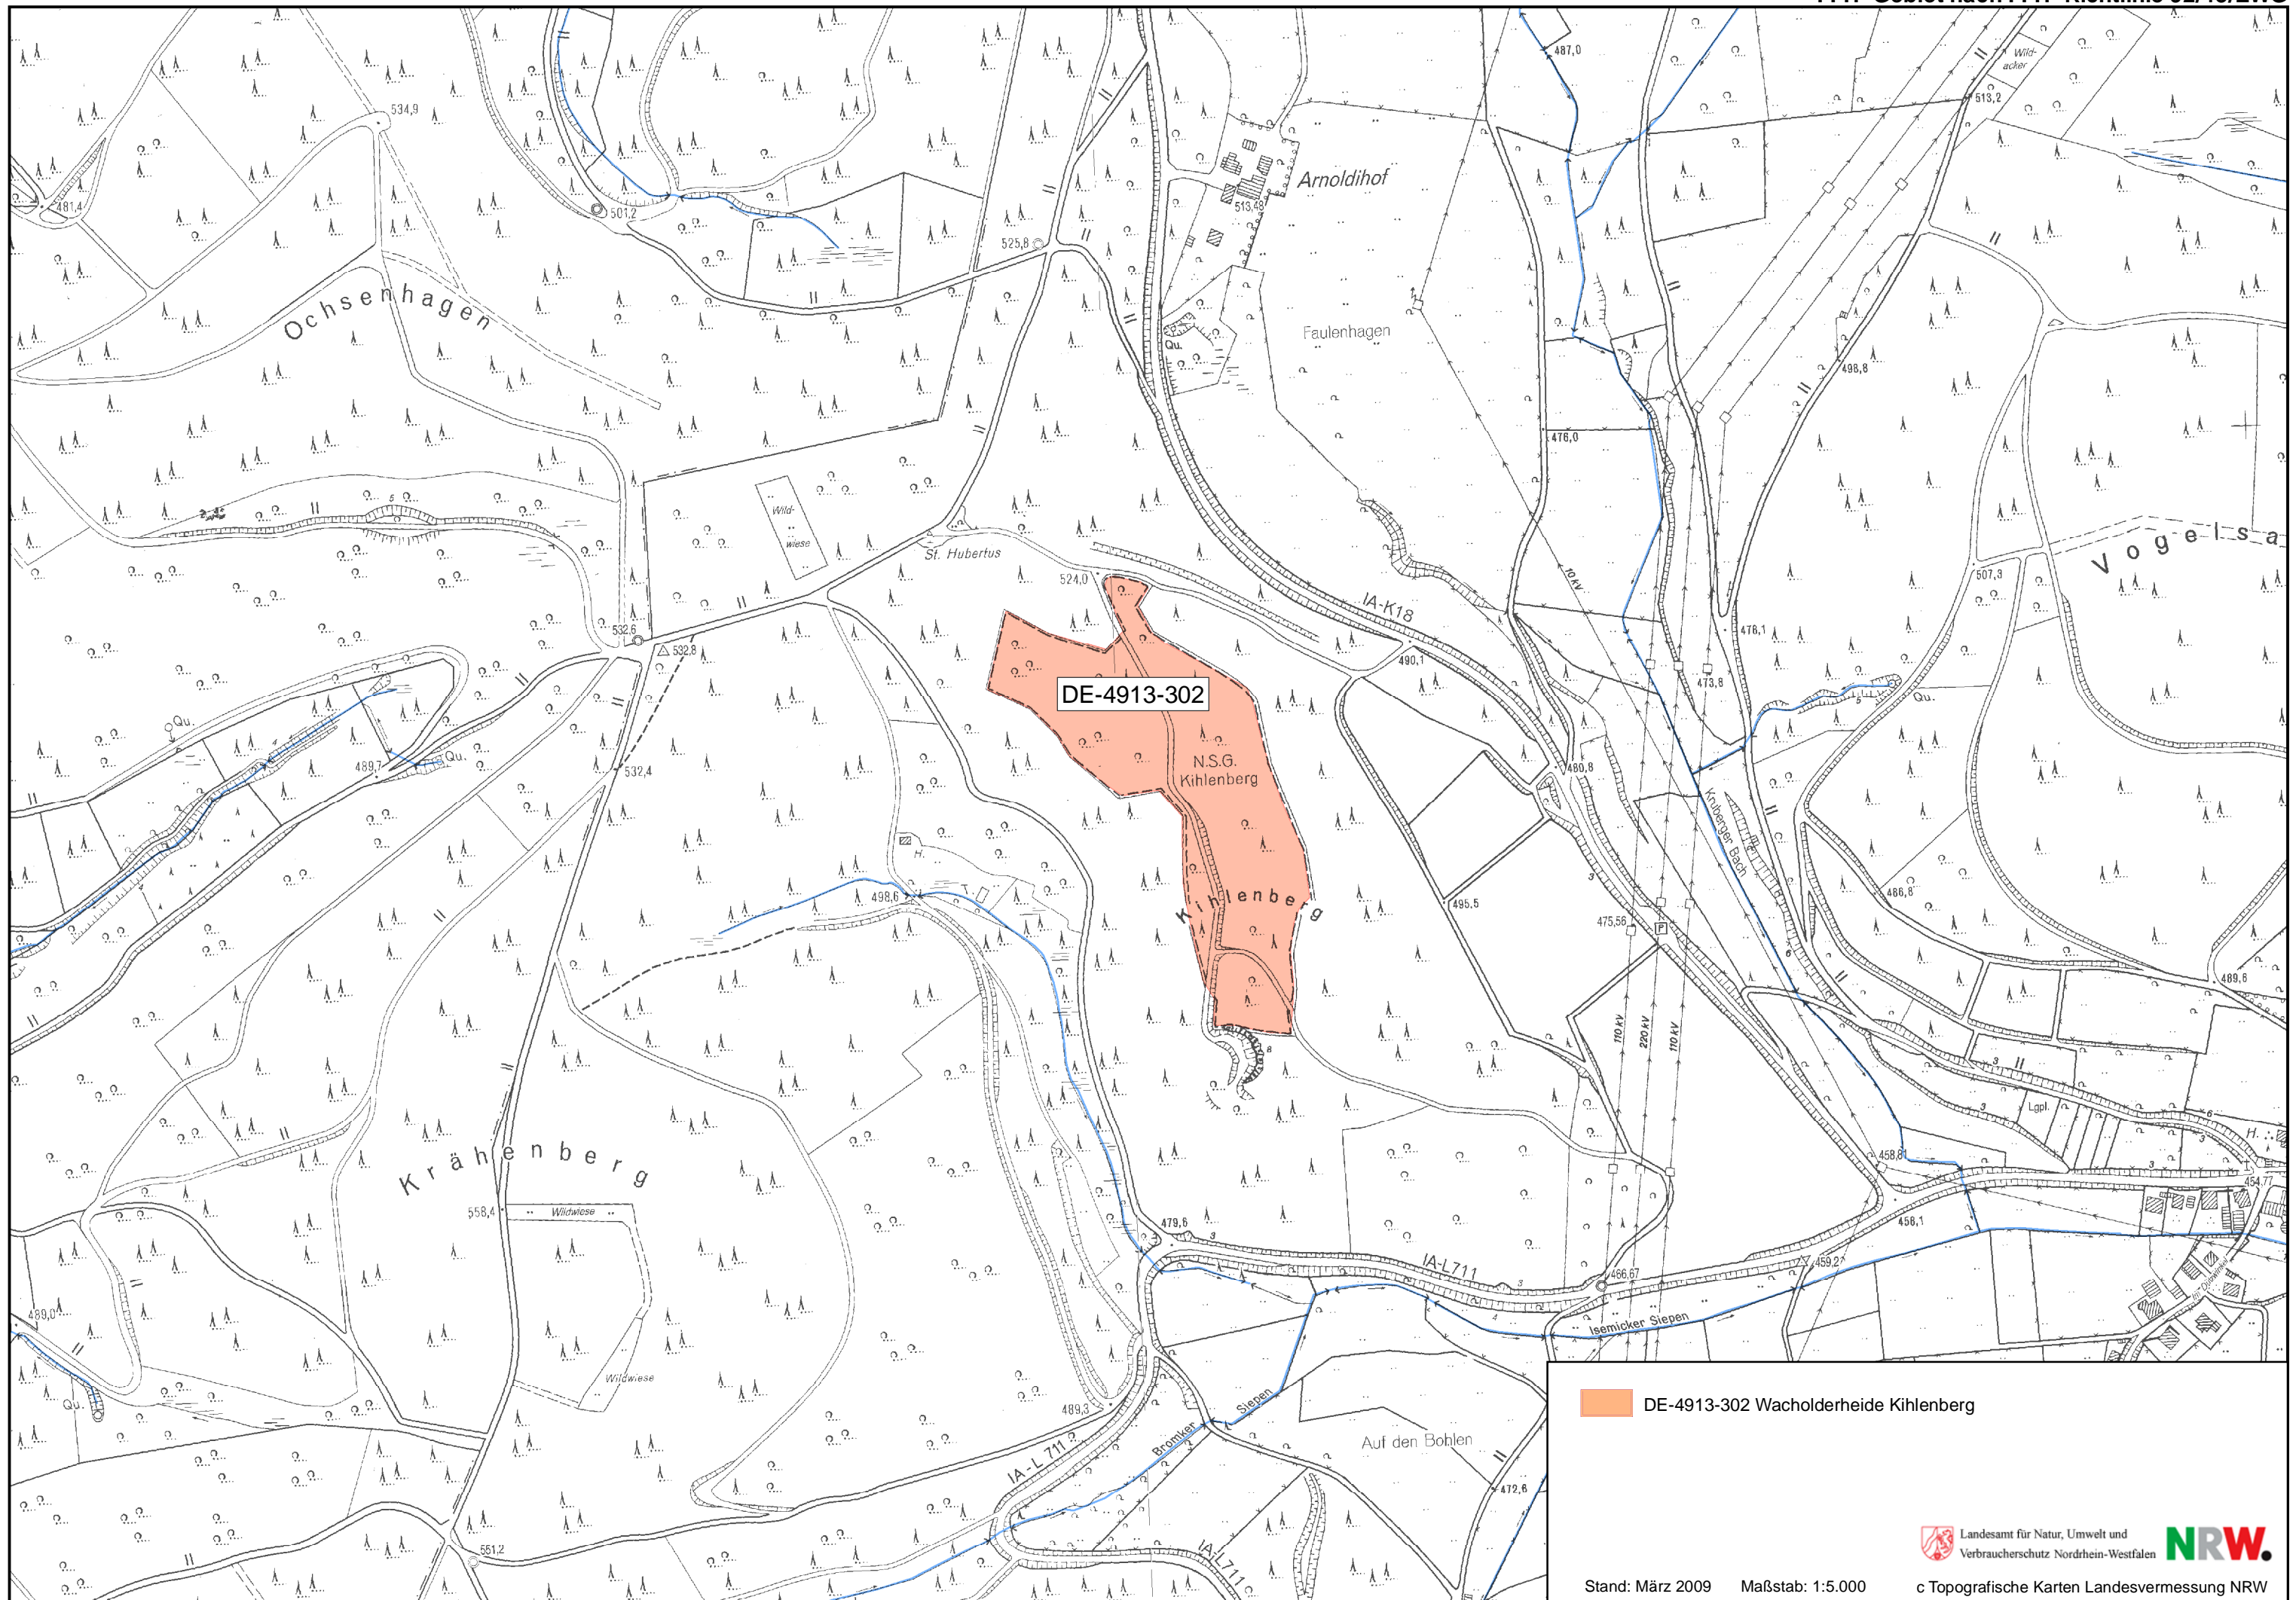 487,0
Wild-
acker
513,2
534,9
481,4
501,2
Arnoldihof
513,48
525,8
Ochsenhagen
Faulenhagen
Qu.
498,8
476,0
Wild-
wiese
St. Hubertus
Vogelsa
524,0
10 kV
507,3
IA-K18
532,6
532,8
476,1
490,1
473,8
Qu.
DE-4913-302
Qu.
Qu.
489,7
532,4
N.S.G.
Kihlenberg
480,8
Kruberger Bach
H.
T.
498,6
486,8
495,5
Kihlenberg
475,56
P
489,6
110 kV
220 kV
110 kV
Lgpl.
H.
Krähenberg
458,81
454,77
558,4
Wildwiese
479,6
458,1
IA-L711
466,67
459,2
489,0
Isemicker Siepen
Wildwiese
Qu.
489,3
Bromker Siepen
Auf den Bohlen
IA-L711
472,6
551,2
IA-L711
DE-4913-302 Wacholderheide Kihlenberg
Landesamt für Natur, Umwelt und
Verbraucherschutz Nordrhein-Westfalen
NRW.
Stand: März 2009 Maßstab: 1:5.000 c Topografische Karten Landesvermessung NRW